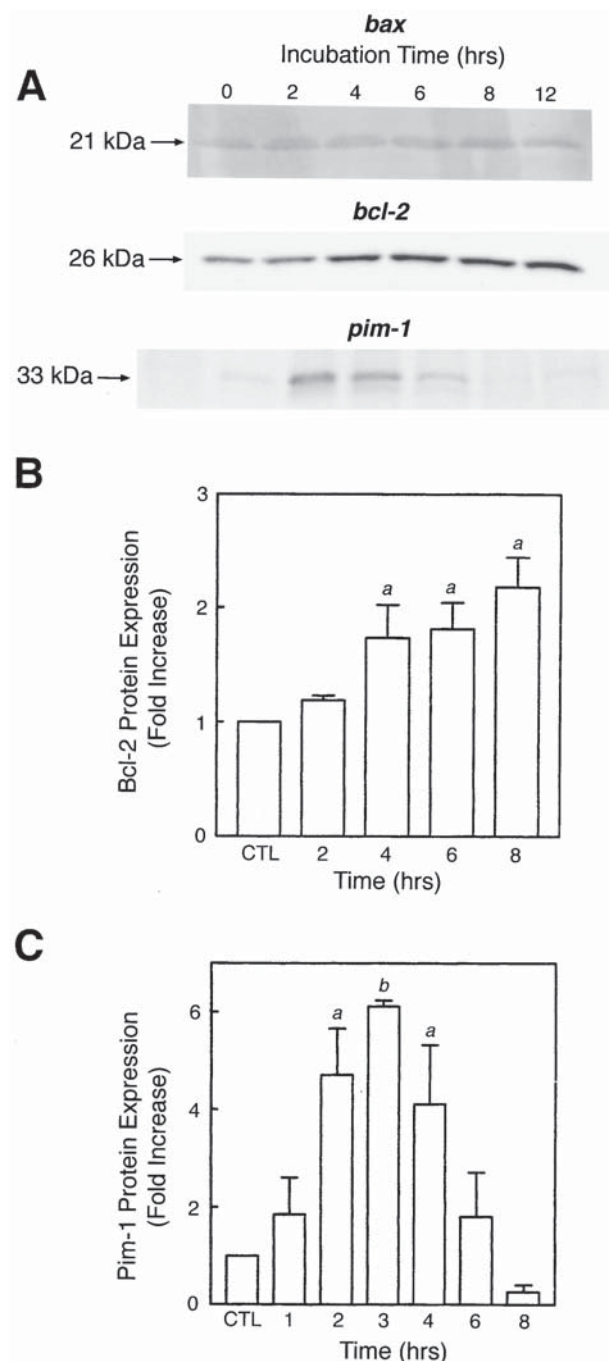 bax
Incubation Time (hrs)
A
0 2 4 6 8 12
21 kDa
bcl-2
26 kDa
pim-1
33 kDa
B
Bcl-2 Protein Expression
(Fold Increase)
3
2
1
0
a a a
CTL 2 4 6 8
Time (hrs)
C
Pim-1 Protein Expression
(Fold Increase)
6
4
2
0
a b a
CTL 1 2 3 4 6 8
Time (hrs)